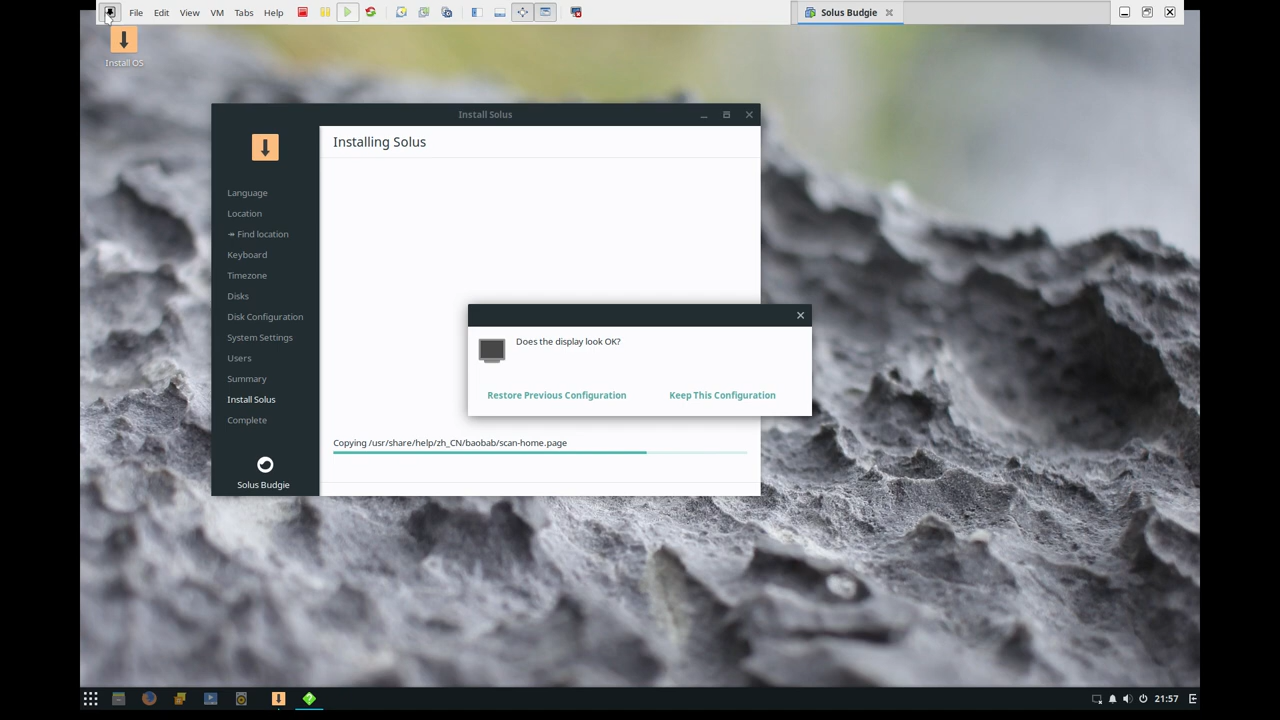 File Edit View VM Tabs Help
Solus Budgie
Install OS
Install Solus
Installing Solus
Language
Location
↠ Find location
Keyboard
Timezone
Disks
Disk Configuration
System Settings
Users
Summary
Install Solus
Complete
Solus Budgie
Does the display look OK?
Restore Previous Configuration Keep This Configuration
Copying /usr/share/help/zh_CN/baobab/scan-home.page
21:57